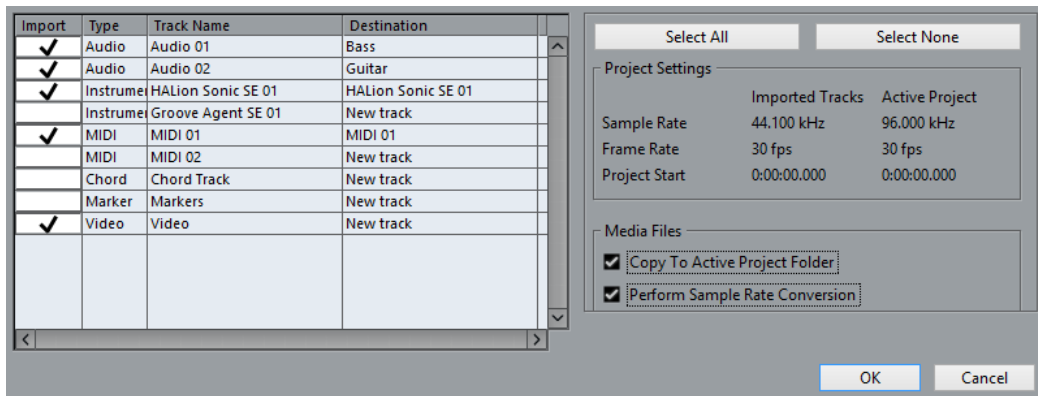 Import Type Track Name Destination
Audio Audio 01 Bass
Audio Audio 02 Guitar
Instrumen HALion Sonic SE 01 HALion Sonic SE 01
Instrumen Groove Agent SE 01 New track
MIDI MIDI 01 MIDI 01
MIDI MIDI 02 New track
Chord Chord Track New track
Marker Markers New track
Video Video New track
Select All Select None
Project Settings
Imported Tracks Active Project
Sample Rate 44.100 kHz 96.000 kHz
Frame Rate 30 fps 30 fps
Project Start 0:00:00.000 0:00:00.000
Media Files
Copy To Active Project Folder
Perform Sample Rate Conversion
OK Cancel